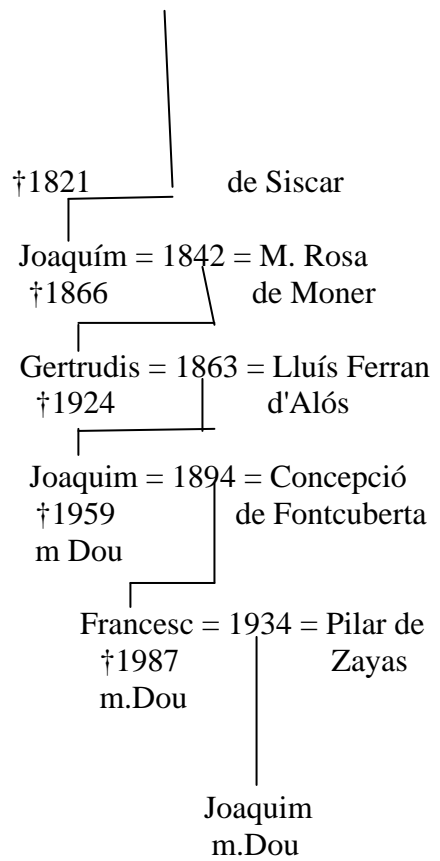 †1821 de Siscar
Joaquím = 1842 = M. Rosa
†1866 de Moner
Gertrudis = 1863 = Lluís Ferran
†1924 d'Alós
Joaquim = 1894 = Concepció
†1959 de Fontcuberta
m Dou
Francesc = 1934 = Pilar de
†1987 Zayas
m.Dou
Joaquim
m.Dou